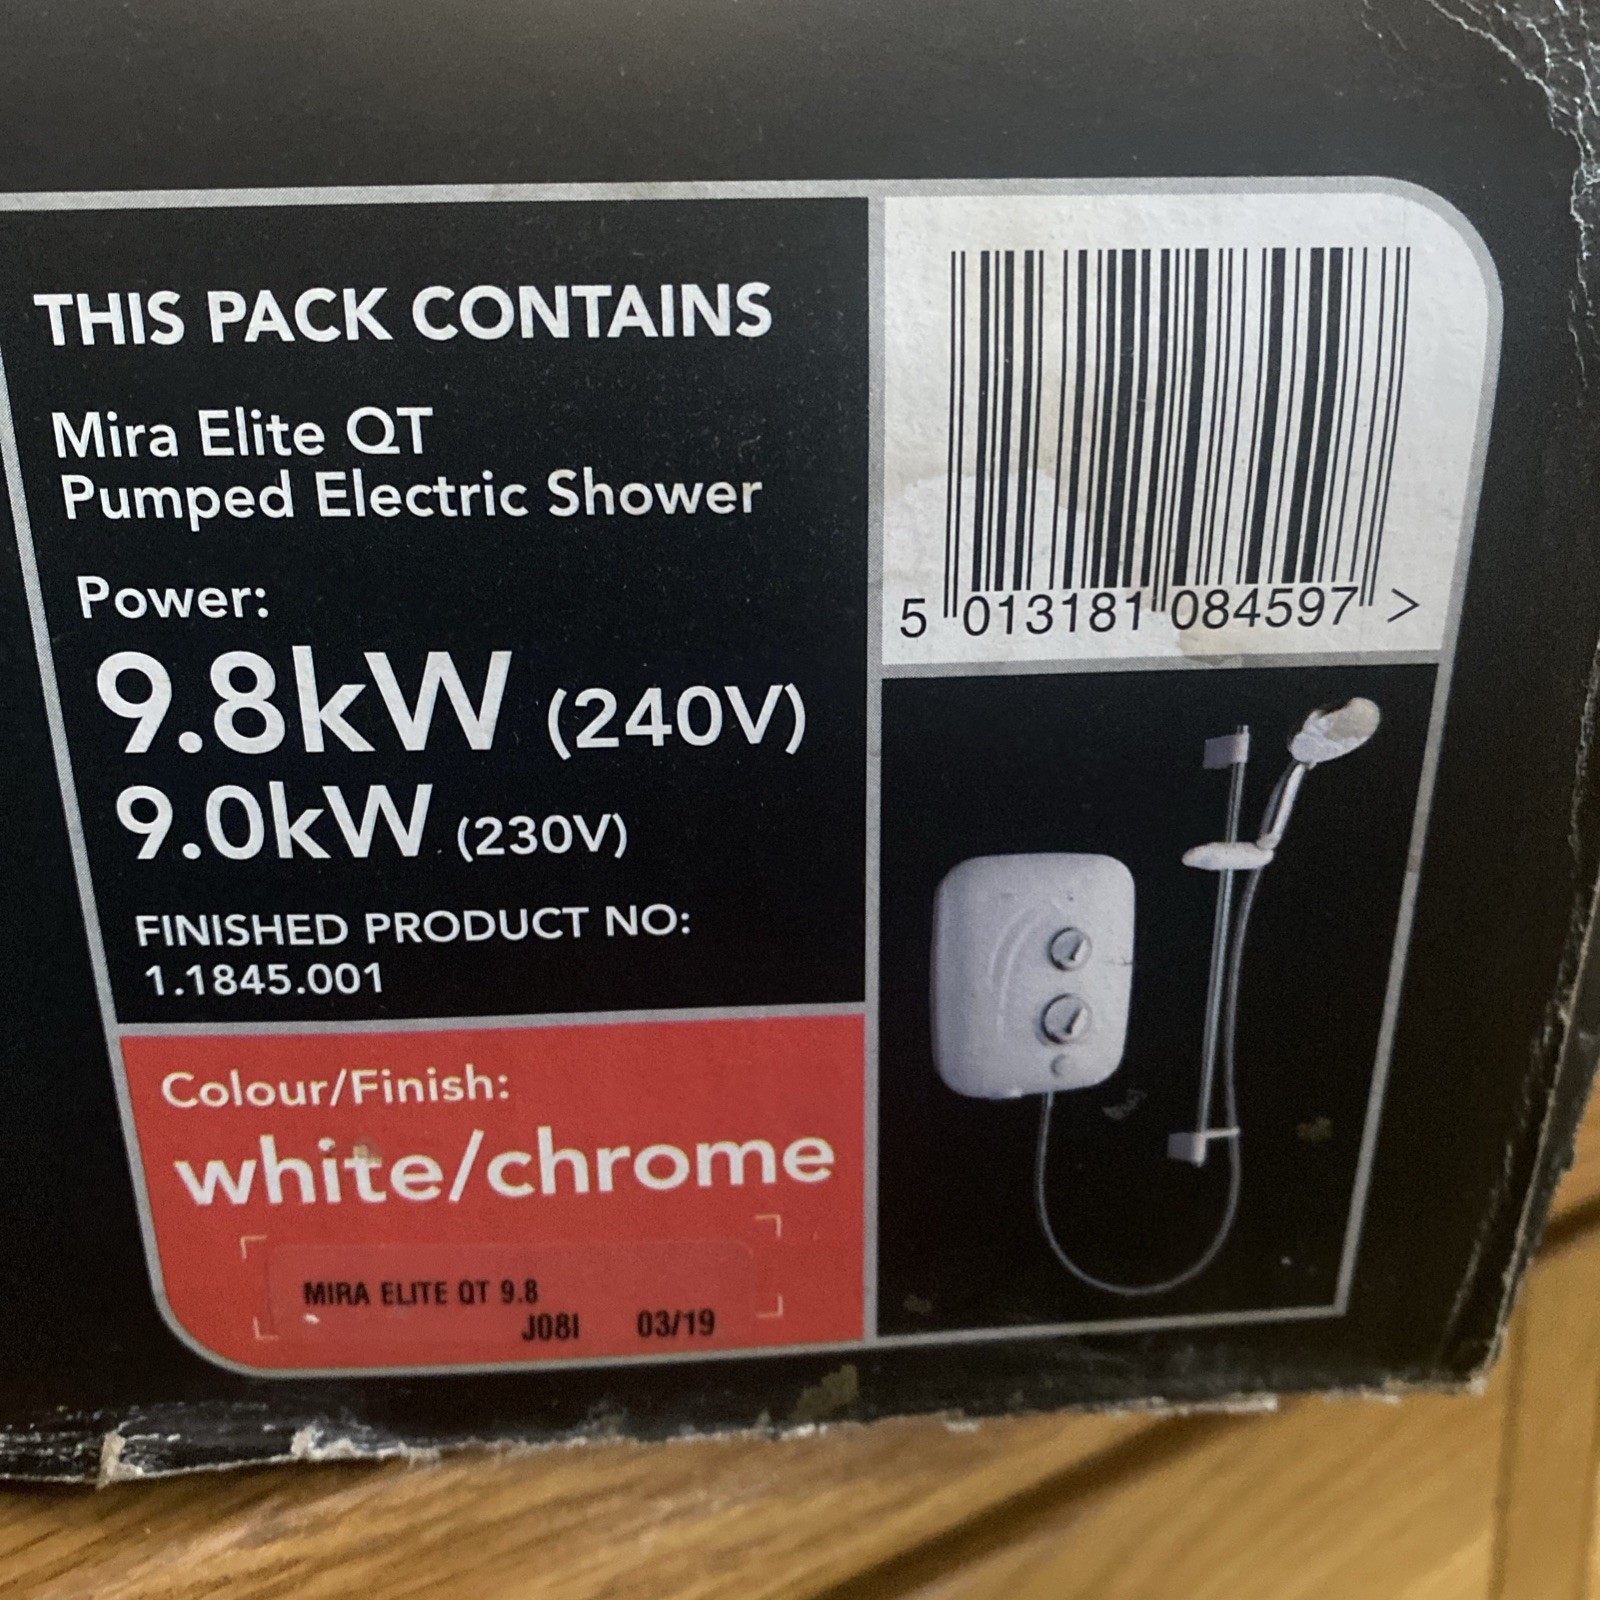 THIS PACK CONTAINS
Mira Elite QT
Pumped Electric Shower
Power:
9.8kW (240V)
9.0kW (230V)
FINISHED PRODUCT NO:
1.1845.001
Colour/Finish:
white/chrome
MIRA ELITE QT 9.8
J08I 03/19
5 013181 084597 >